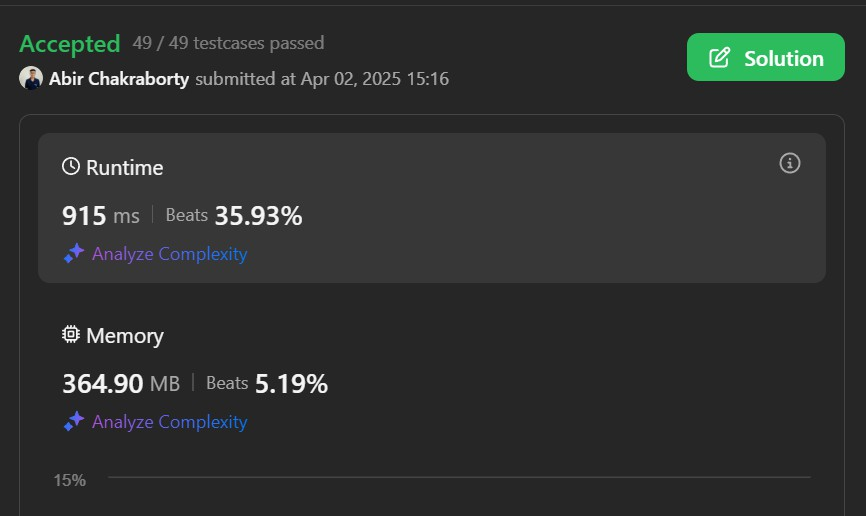 Accepted 49 / 49 testcases passed
Abir Chakraborty submitted at Apr 02, 2025 15:16
Solution
Runtime
915 ms Beats 35.93%
Analyze Complexity
Memory
364.90 MB Beats 5.19%
Analyze Complexity
15%